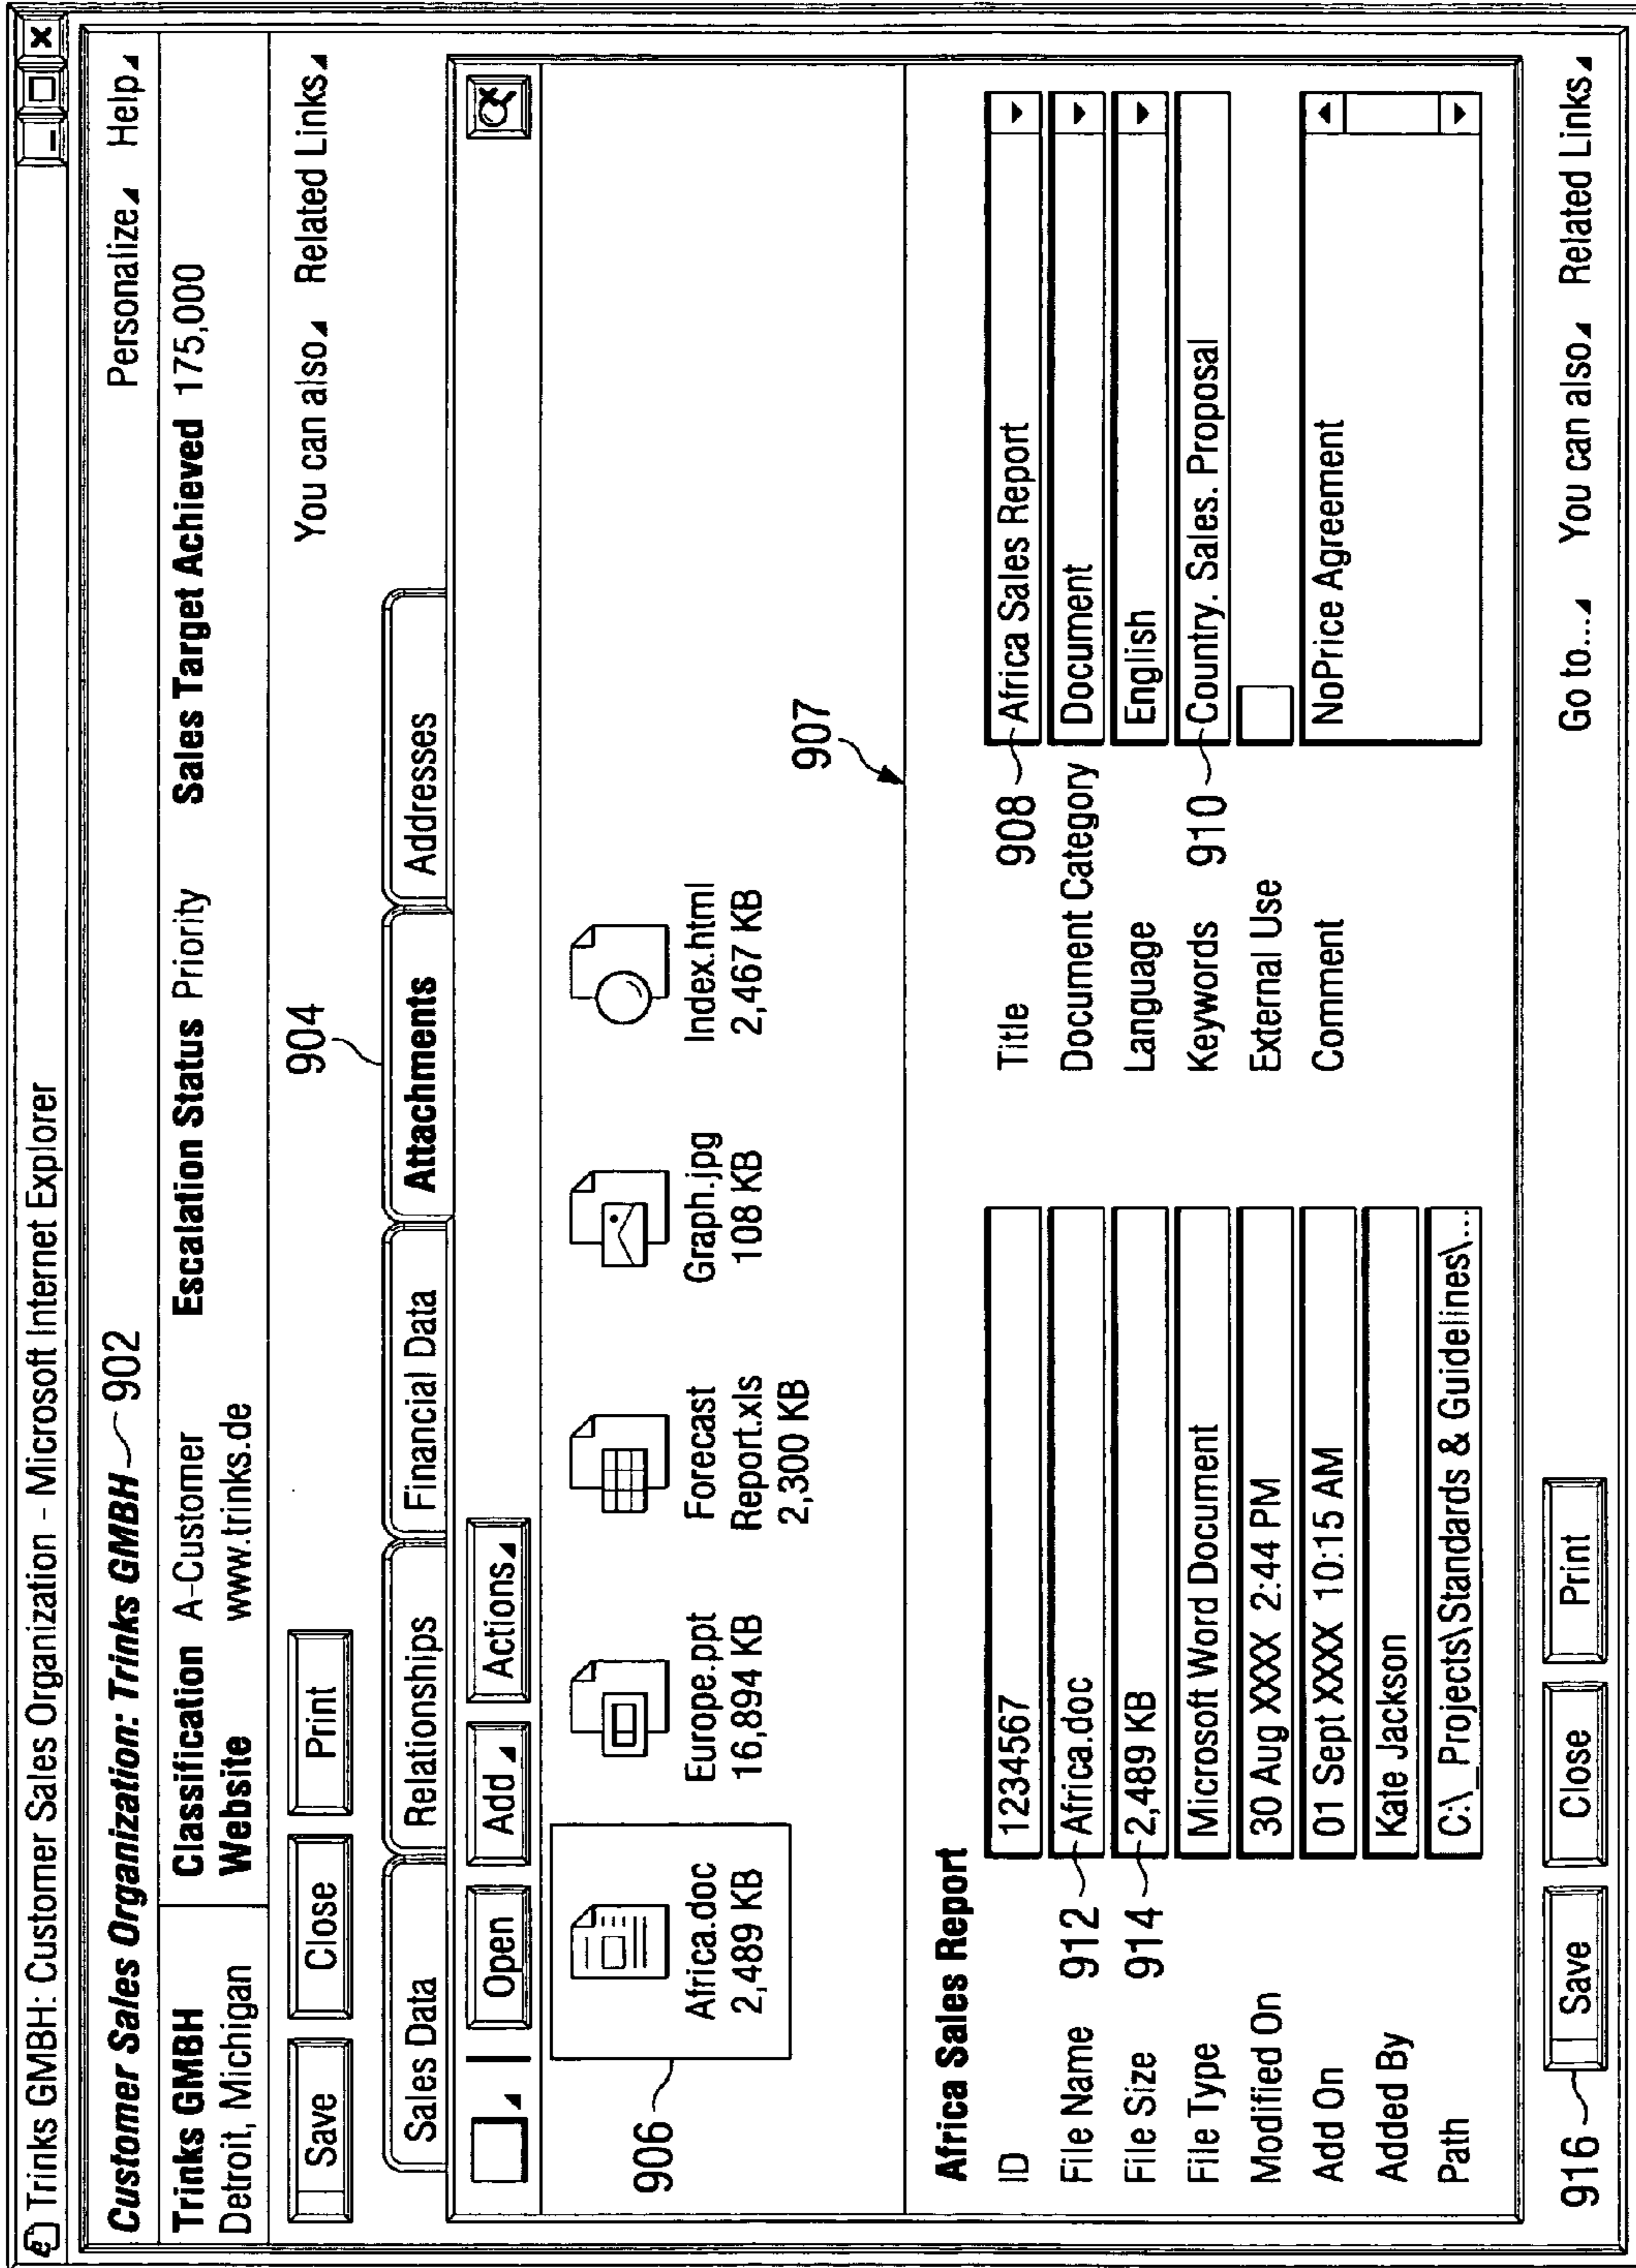 Trinks GMBH: Customer Sales Organization - Microsoft Internet Explorer
Customer Sales Organization: Trinks GMBH 902 Personalize Help
Trinks GMBH Classification A-Customer Escalation Status Priority Sales Target Achieved 175,000
Detroit, Michigan Website www.trinks.de
Save Close Print You can also Related Links
904
Sales Data Relationships Financial Data Attachments Addresses
Open Add Actions
906
Africa.doc Europe.ppt Forecast Graph.jpg Index.html
2,489 KB 16,894 KB Report.xls 108 KB 2,467 KB
2,300 KB
907
Africa Sales Report
ID 1234567 Title 908 Africa Sales Report
File Name 912 Africa.doc Document Category Document
File Size 914 2,489 KB Language English
File Type Microsoft Word Document Keywords 910 Country. Sales. Proposal
Modified On 30 Aug XXX 2:44 PM External Use
Add On 01 Sept XXXX 10:15 AM Comment NoPrice Agreement
Added By Kate Jackson
Path C:\_Projects\Standards & Guidelines\...
916 Save Close Print Go to... You can also Related Links